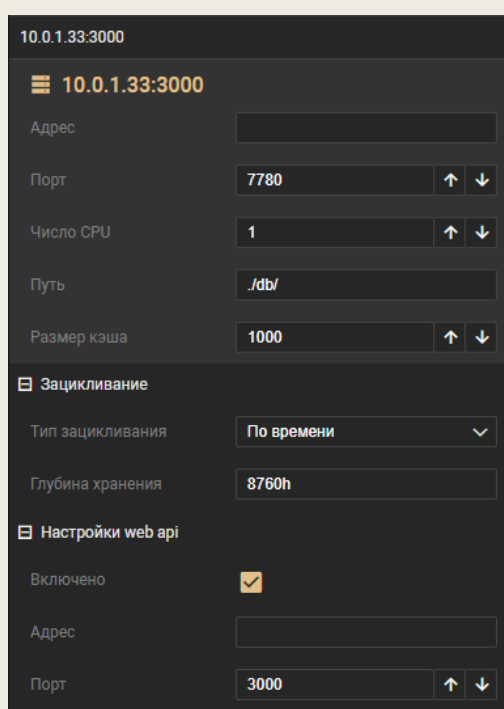 10.0.1.33:3000
10.0.1.33:3000
Адрес
Порт 7780
Число CPU 1
Путь ./db/
Размер кэша 1000
Зацикливание
Тип зацикливания По времени
Глубина хранения 8760h
Настройки web api
Включено
Адрес
Порт 3000